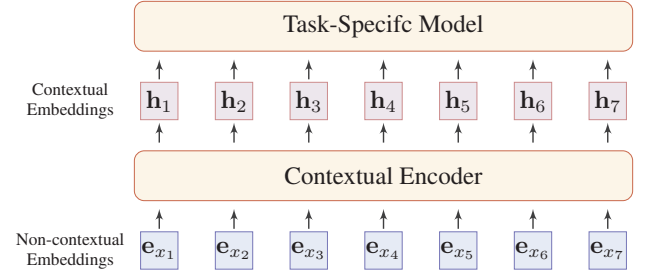 Task-Specifc Model
Contextual
Embeddings
h1 h2 h3 h4 h5 h6 h7
Contextual Encoder
Non-contextual
Embeddings
ex1 ex2 ex3 ex4 ex5 ex6 ex7